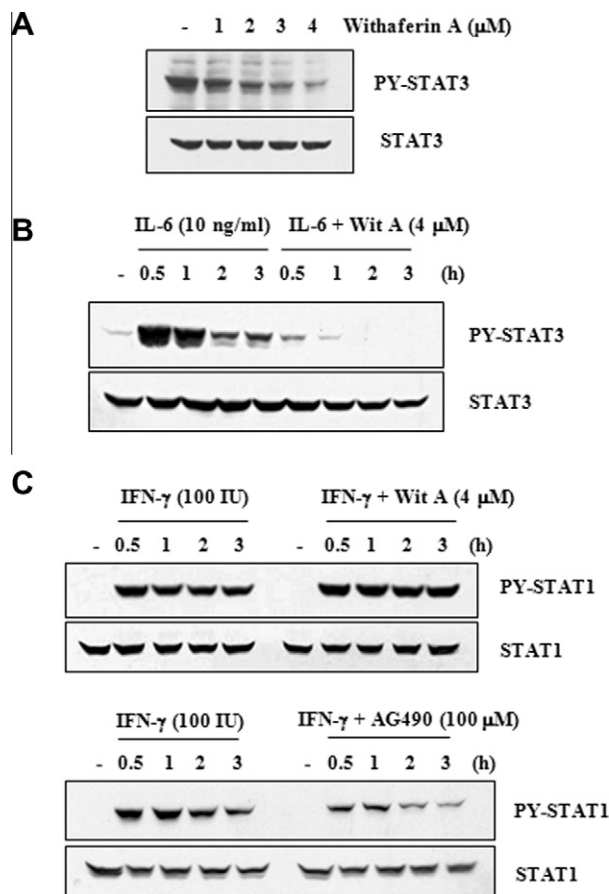 A
- 1 2 3 4 Withaferin A (μM)
PY-STAT3
STAT3
B
IL-6 (10 ng/ml) IL-6 + Wit A (4 μM)
- 0.5 1 2 3 0.5 1 2 3 (h)
PY-STAT3
STAT3
C
IFN-γ (100 IU) IFN-γ + Wit A (4 μM)
- 0.5 1 2 3 - 0.5 1 2 3 (h)
PY-STAT1
STAT1
IFN-γ (100 IU) IFN-γ + AG490 (100 μM)
- 0.5 1 2 3 - 0.5 1 2 3 (h)
PY-STAT1
STAT1